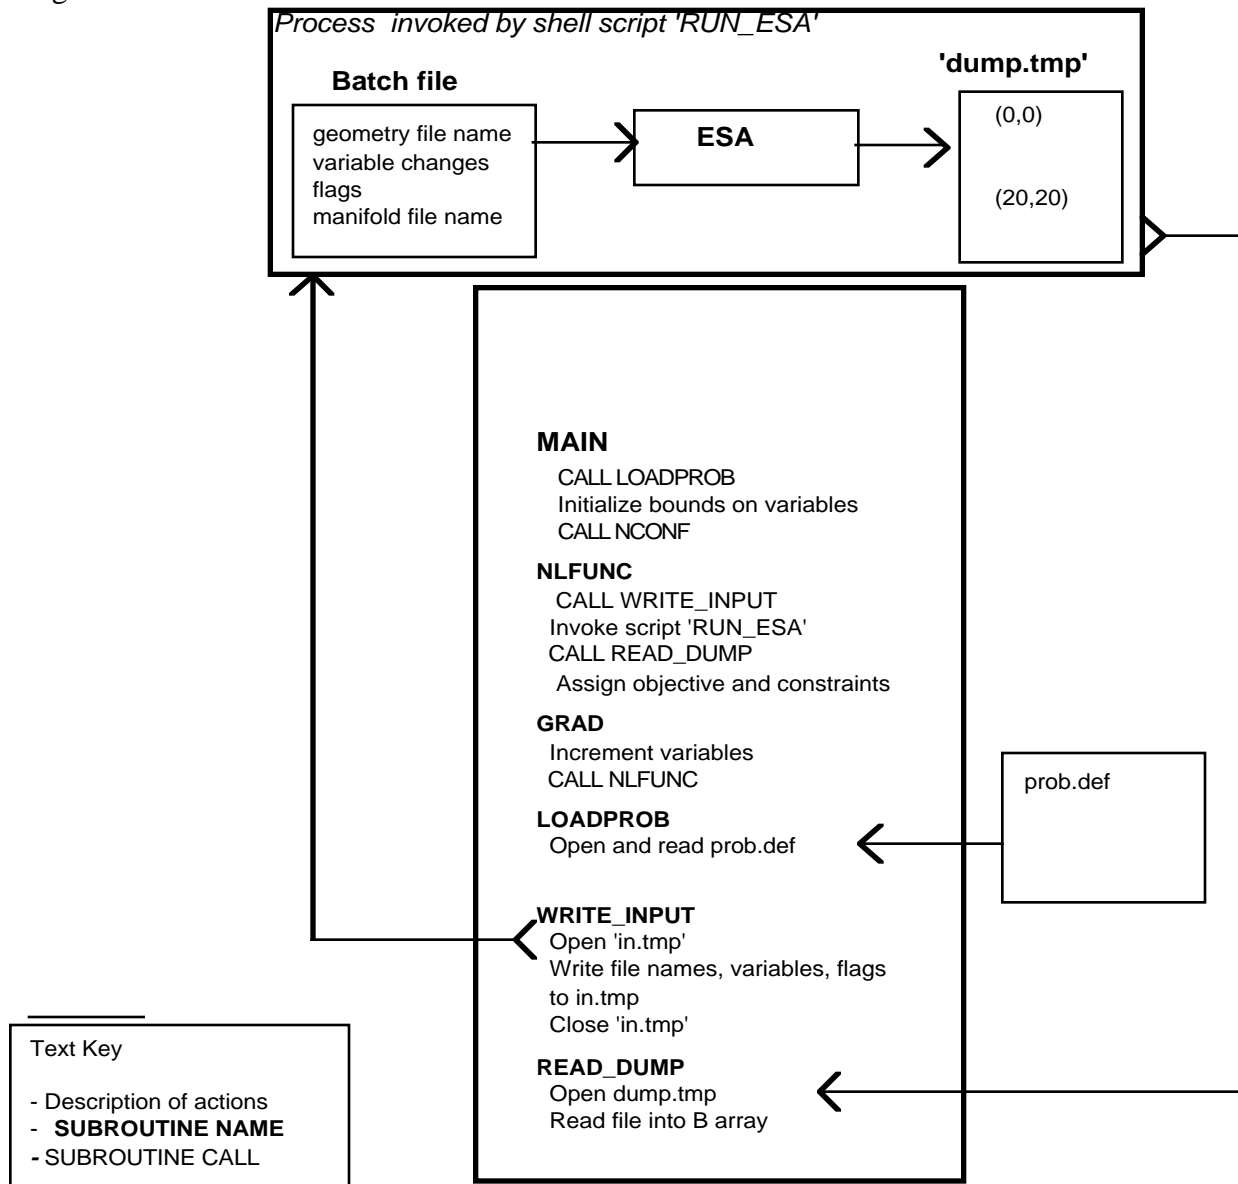 Process  invoked by shell script 'RUN_ESA'
Batch file
geometry file name
variable changes
flags
manifold file name
ESA
'dump.tmp'
(0,0)
(20,20)
MAIN
CALL LOADPROB
Initialize bounds on variables
CALL NCONF
NLFUNC
CALL WRITE_INPUT
Invoke script 'RUN_ESA'
CALL READ_DUMP
Assign objective and constraints
GRAD
Increment variables
CALL NLFUNC
LOADPROB
Open and read prob.def
prob.def
WRITE_INPUT
Open 'in.tmp'
Write file names, variables, flags
to in.tmp
Close 'in.tmp'
READ_DUMP
Open dump.tmp
Read file into B array
Text Key
- Description of actions
- SUBROUTINE NAME
- SUBROUTINE CALL